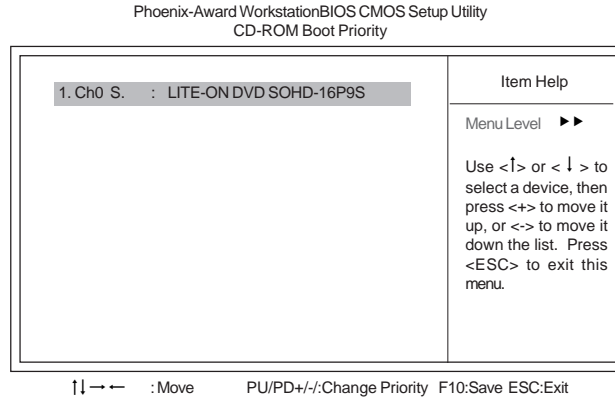 Phoenix-Award WorkstationBIOS CMOS Setup Utility
CD-ROM Boot Priority
1. Ch0 S. : LITE-ON DVD SOHD-16P9S
Item Help
Menu Level ►►
Use <↑> or < ↓ > to
select a device, then
press <+> to move it
up, or <-> to move it
down the list. Press
<ESC> to exit this
menu.
↑↓→← : Move PU/PD+/-/:Change Priority F10:Save ESC:Exit